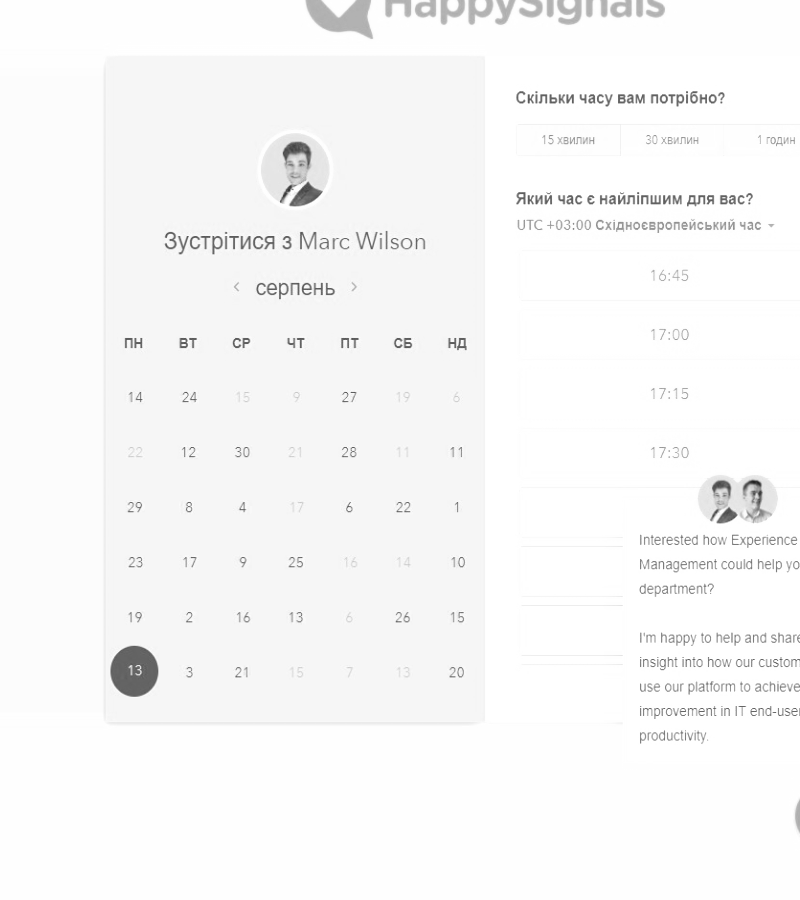 HappySignals
Зустрітися з Marc Wilson
серпень
ПН ВТ СР ЧТ ПТ СБ НД
14 24 15 9 27 19 6
22 12 30 21 28 11 11
29 8 4 17 6 22 1
23 17 9 25 16 14 10
19 2 16 13 6 26 15
13 3 21 15 7 13 20
Скільки часу вам потрібно?
15 хвилин 30 хвилин 1 годин
Який час є найліпшим для вас?
UTC +03:00 Східноєвропейський час
16:45
17:00
17:15
17:30
Interested how Experience
Management could help yo
department?
I'm happy to help and share
insight into how our custom
use our platform to achieve
improvement in IT end-user
productivity.